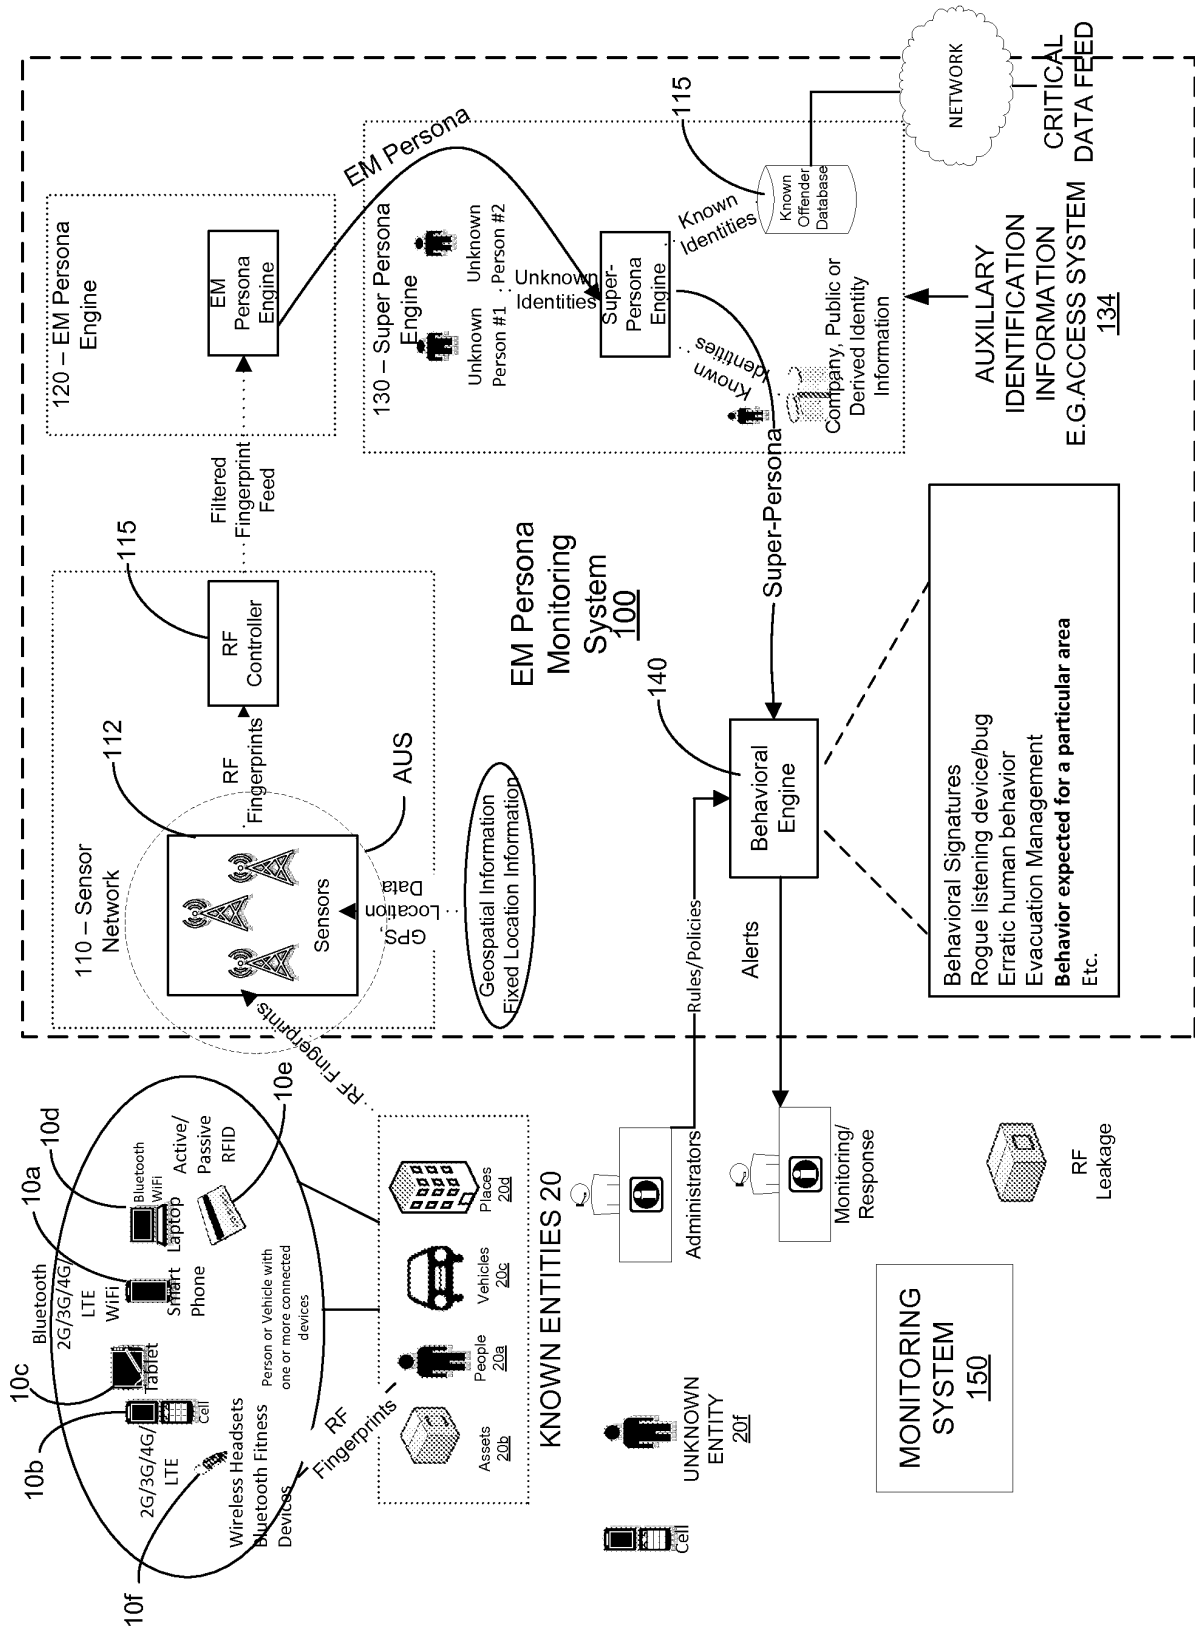 10f
10b
10c
10a
10d
10e
2G/3G/4G/
LTE
Cell
Tablet
Bluetooth
2G/3G/4G/
LTE
WiFi
Smart
Phone
Laptop
Bluetooth
WiFi
Active/
Passive
RFID
Wireless Headsets
Bluetooth Fitness
Devices
Person or Vehicle with
one or more connected
devices
RF
Fingerprints
RF Fingerprints
Assets
20b
People
20a
Vehicles
20c
Places
20d
KNOWN ENTITIES 20
Cell
UNKNOWN
ENTITY
20f
Administrators
Monitoring/
Response
MONITORING
SYSTEM
150
RF
Leakage
110 – Sensor
Network
112
Sensors
AUS
GPS,
Location
Data
Geospatial Information
Fixed Location Information
RF
Fingerprints
RF
Controller
115
Filtered
Fingerprint
Feed
120 – EM Persona
Engine
EM
Persona
Engine
EM Persona
130 – Super Persona
Engine
Unknown
Person #1
Unknown
Person #2
Unknown
Identities
Super-
Persona
Engine
Known
Identities
Known
Identities
115
Known
Offender
Database
Company, Public or
Derived Identity
Information
NETWORK
CRITICAL
DATA FEED
AUXILLARY
IDENTIFICATION
INFORMATION
E.G.ACCESS SYSTEM
134
EM Persona
Monitoring
System
100
Super-Persona
140
Behavioral
Engine
Rules/Policies
Alerts
Behavioral Signatures
Rogue listening device/bug
Erratic human behavior
Evacuation Management
Behavior expected for a particular area
Etc.